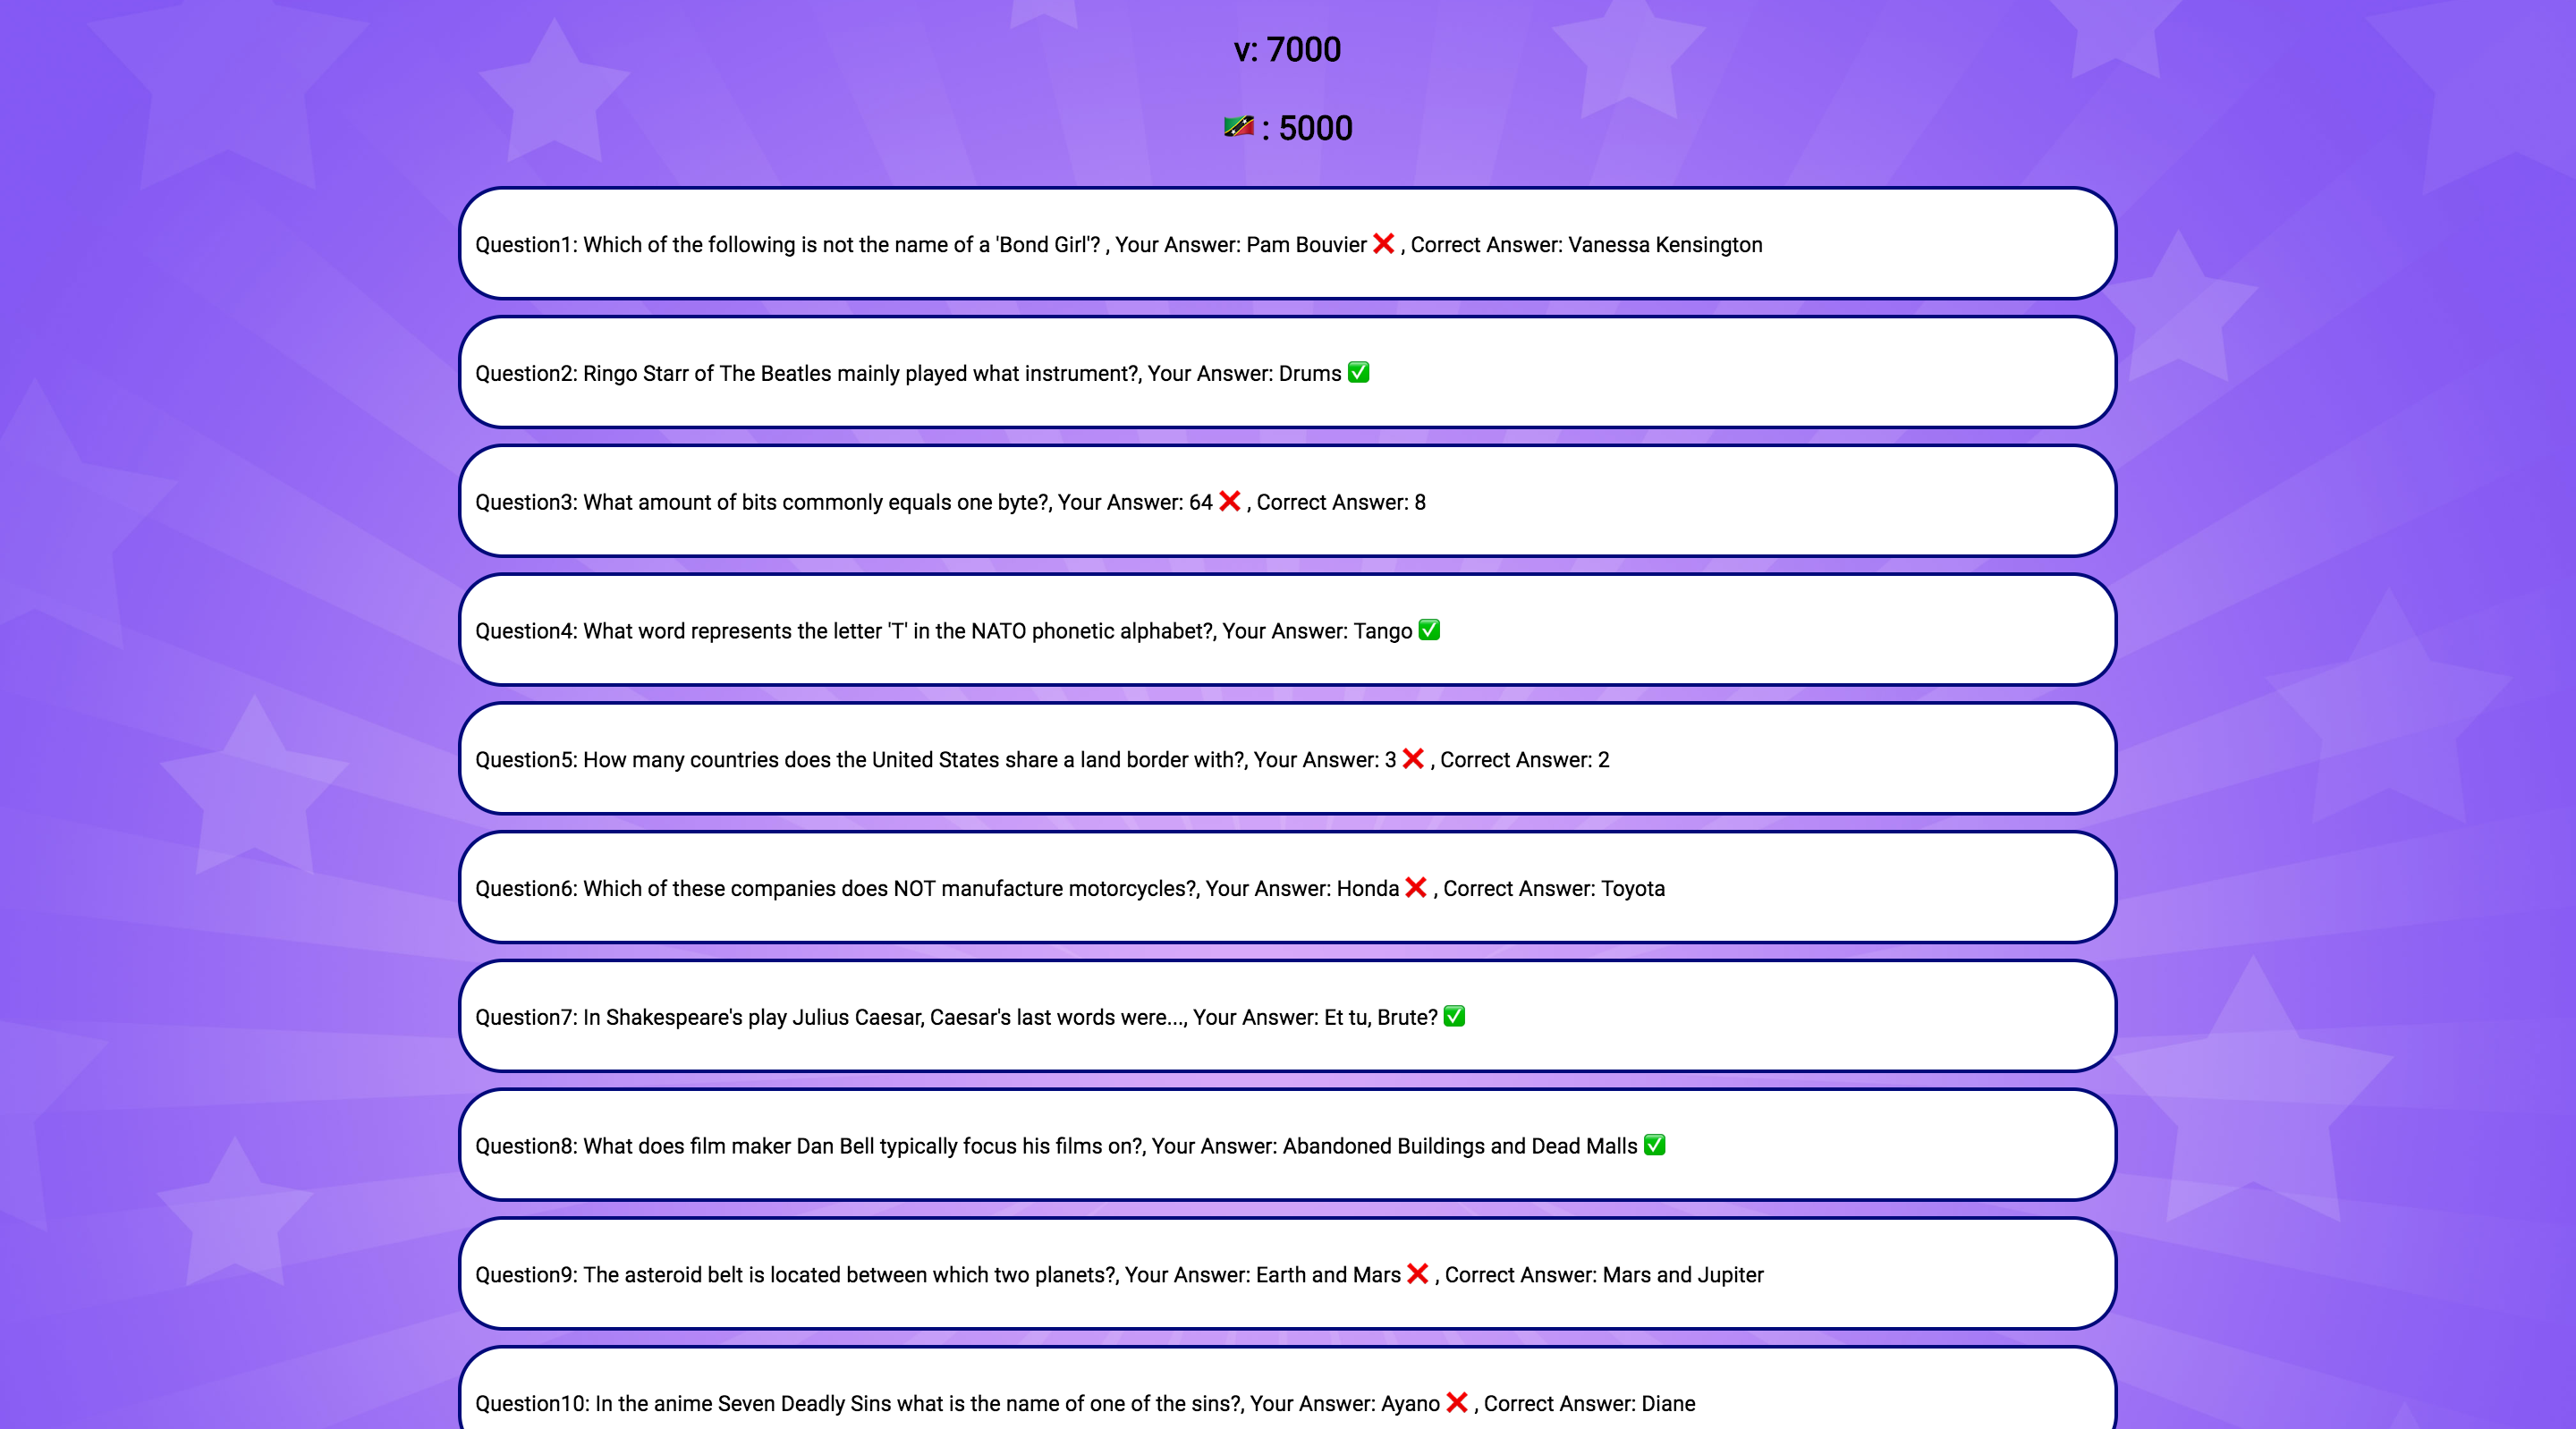 v: 7000
🇰🇳 : 5000
Question1: Which of the following is not the name of a 'Bond Girl'? , Your Answer: Pam Bouvier ❌ , Correct Answer: Vanessa Kensington
Question2: Ringo Starr of The Beatles mainly played what instrument?, Your Answer: Drums ✅
Question3: What amount of bits commonly equals one byte?, Your Answer: 64 ❌ , Correct Answer: 8
Question4: What word represents the letter 'T' in the NATO phonetic alphabet?, Your Answer: Tango ✅
Question5: How many countries does the United States share a land border with?, Your Answer: 3 ❌ , Correct Answer: 2
Question6: Which of these companies does NOT manufacture motorcycles?, Your Answer: Honda ❌ , Correct Answer: Toyota
Question7: In Shakespeare's play Julius Caesar, Caesar's last words were..., Your Answer: Et tu, Brute? ✅
Question8: What does film maker Dan Bell typically focus his films on?, Your Answer: Abandoned Buildings and Dead Malls ✅
Question9: The asteroid belt is located between which two planets?, Your Answer: Earth and Mars ❌ , Correct Answer: Mars and Jupiter
Question10: In the anime Seven Deadly Sins what is the name of one of the sins?, Your Answer: Ayano ❌ , Correct Answer: Diane